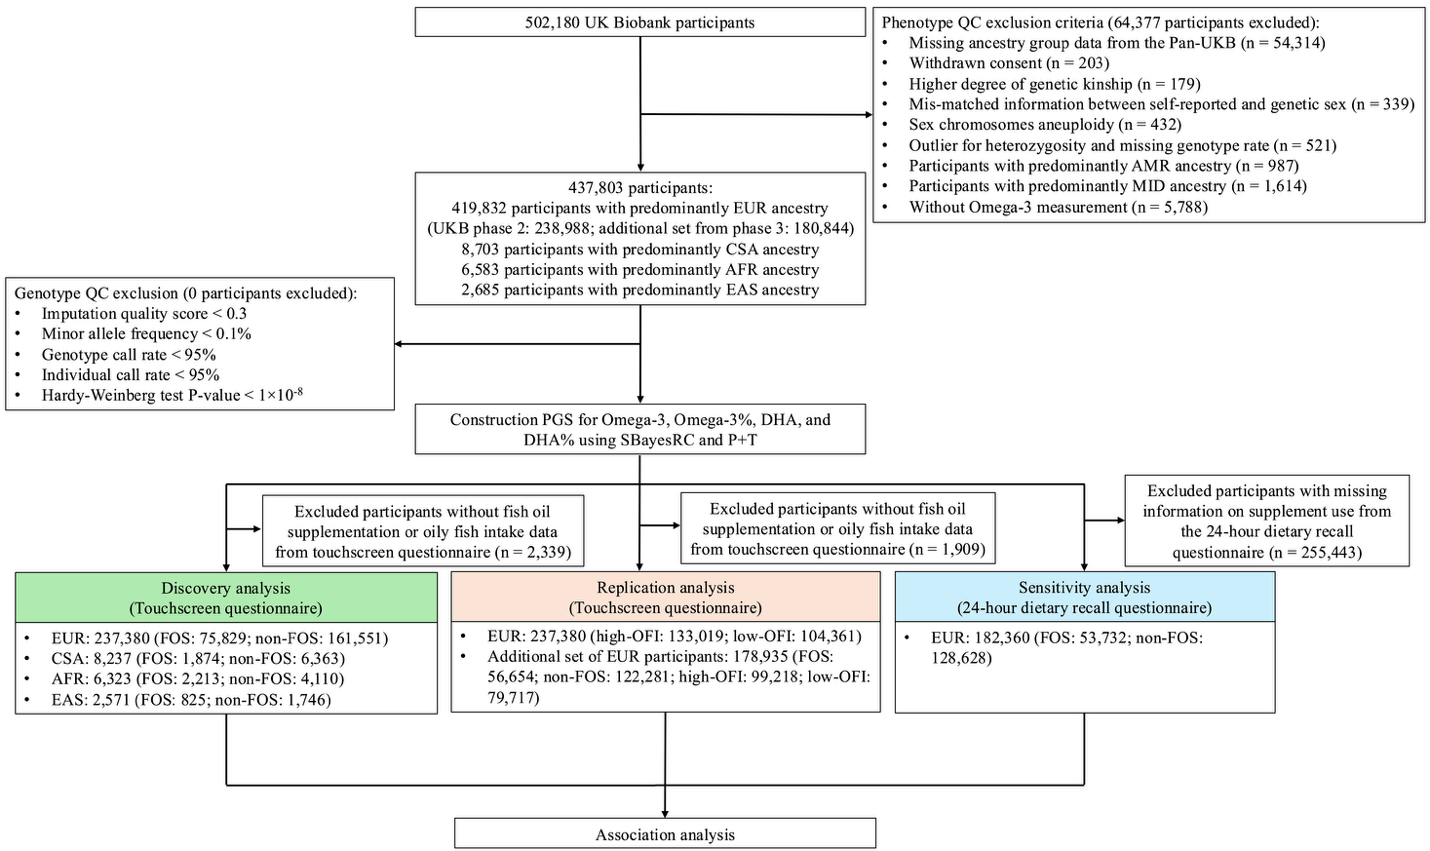 502,180 UK Biobank participants
Phenotype QC exclusion criteria (64,377 participants excluded):
• Missing ancestry group data from the Pan-UKB (n = 54,314)
• Withdrawn consent (n = 203)
• Higher degree of genetic kinship (n = 179)
• Mis-matched information between self-reported and genetic sex (n = 339)
• Sex chromosomes aneuploidy (n = 432)
• Outlier for heterozygosity and missing genotype rate (n = 521)
• Participants with predominantly AMR ancestry (n = 987)
• Participants with predominantly MID ancestry (n = 1,614)
• Without Omega-3 measurement (n = 5,788)
437,803 participants:
419,832 participants with predominantly EUR ancestry
(UKB phase 2: 238,988; additional set from phase 3: 180,844)
8,703 participants with predominantly CSA ancestry
6,583 participants with predominantly AFR ancestry
2,685 participants with predominantly EAS ancestry
Genotype QC exclusion (0 participants excluded):
• Imputation quality score < 0.3
• Minor allele frequency < 0.1%
• Genotype call rate < 95%
• Individual call rate < 95%
• Hardy-Weinberg test P-value < 1×10⁻⁸
Construction PGS for Omega-3, Omega-3%, DHA, and
DHA% using SBayesRC and P+T
Excluded participants without fish oil
supplementation or oily fish intake data
from touchscreen questionnaire (n = 2,339)
Excluded participants without fish oil
supplementation or oily fish intake data
from touchscreen questionnaire (n = 1,909)
Excluded participants with missing
information on supplement use from
the 24-hour dietary recall
questionnaire (n = 255,443)
Discovery analysis
(Touchscreen questionnaire)
• EUR: 237,380 (FOS: 75,829; non-FOS: 161,551)
• CSA: 8,237 (FOS: 1,874; non-FOS: 6,363)
• AFR: 6,323 (FOS: 2,213; non-FOS: 4,110)
• EAS: 2,571 (FOS: 825; non-FOS: 1,746)
Replication analysis
(Touchscreen questionnaire)
• EUR: 237,380 (high-OFI: 133,019; low-OFI: 104,361)
• Additional set of EUR participants: 178,935 (FOS:
56,654; non-FOS: 122,281; high-OFI: 99,218; low-OFI:
79,717)
Sensitivity analysis
(24-hour dietary recall questionnaire)
• EUR: 182,360 (FOS: 53,732; non-FOS:
128,628)
Association analysis